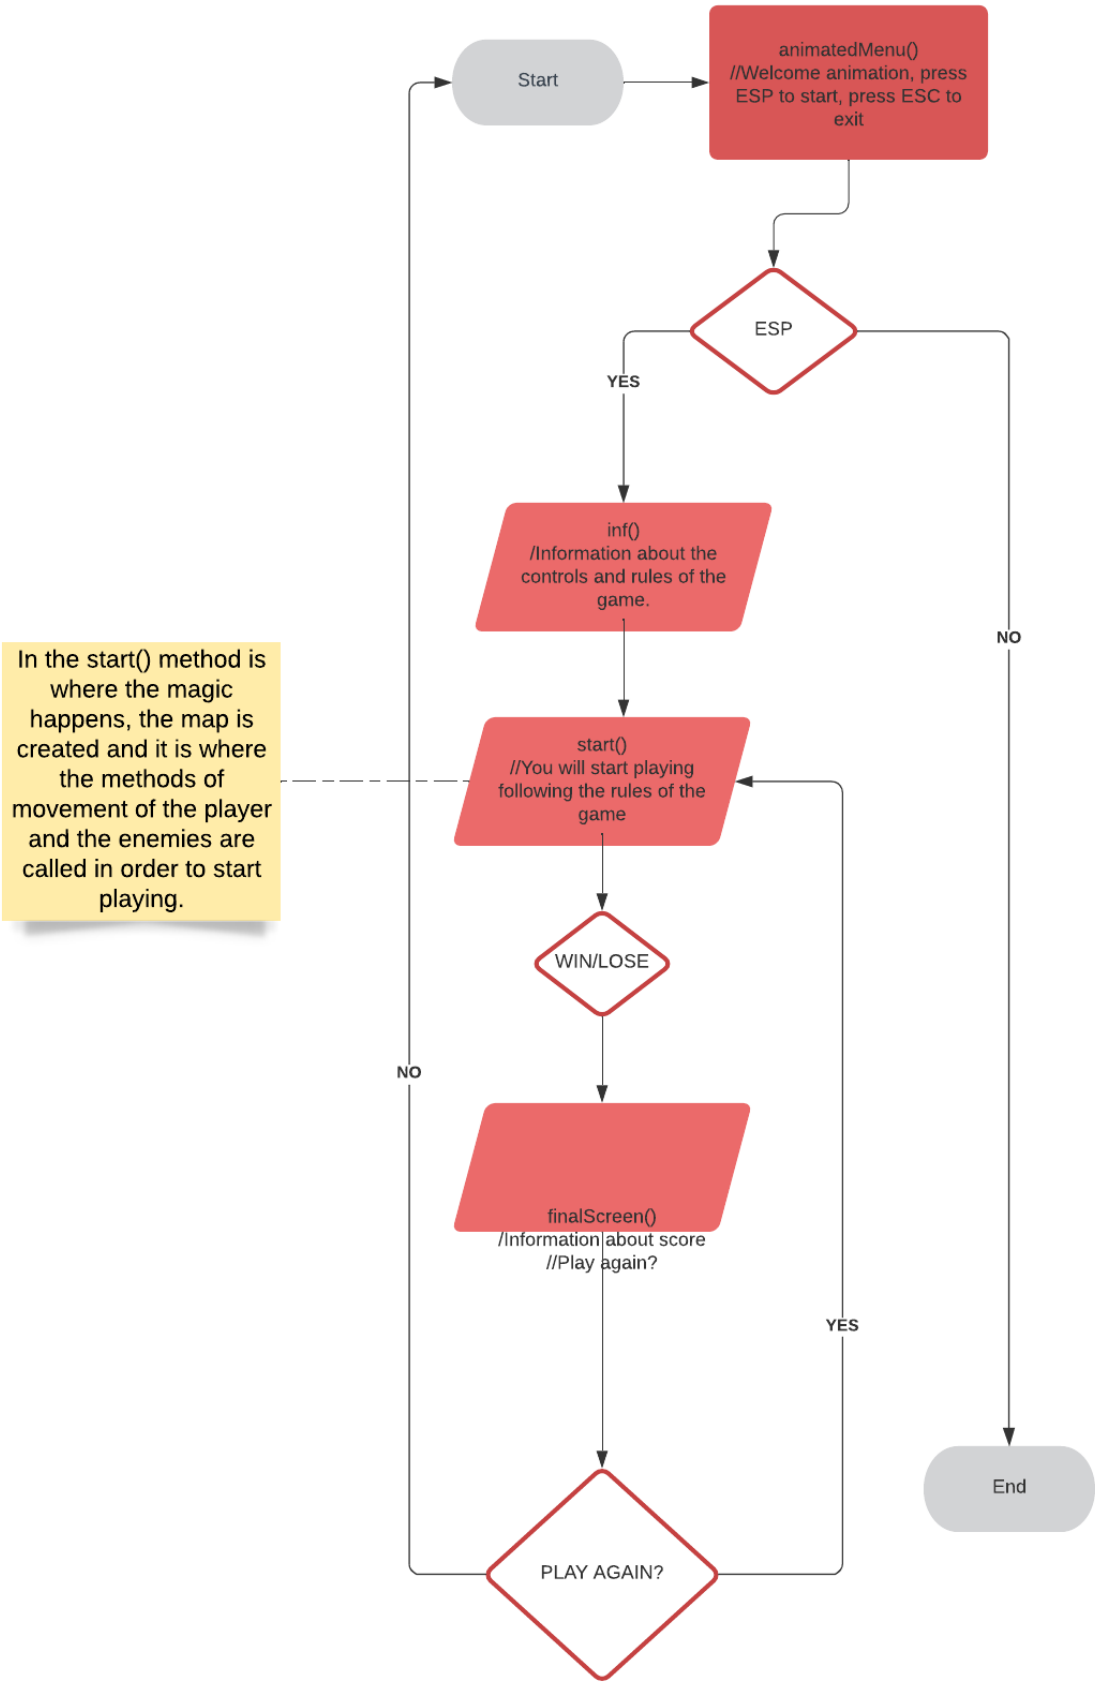 Start
animatedMenu()
//Welcome animation, press
ESP to start, press ESC to
exit
ESP
YES
NO
inf()
/Information about the
controls and rules of the
game.
In the start() method is
where the magic
happens, the map is
created and it is where
the methods of
movement of the player
and the enemies are
called in order to start
playing.
start()
//You will start playing
following the rules of the
game
WIN/LOSE
NO
finalScreen()
/Information about score
//Play again?
YES
End
PLAY AGAIN?